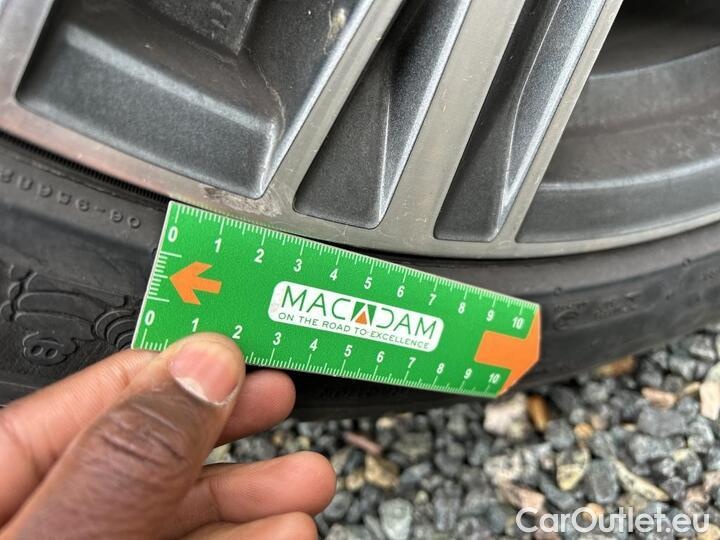 0 1 2 3 4 5 6 7 8 9 10
MACADAM
ON THE ROAD TO EXCELLENCE
0 1 2 3 4 5 6 7 8 9 10
CarOutlet.eu